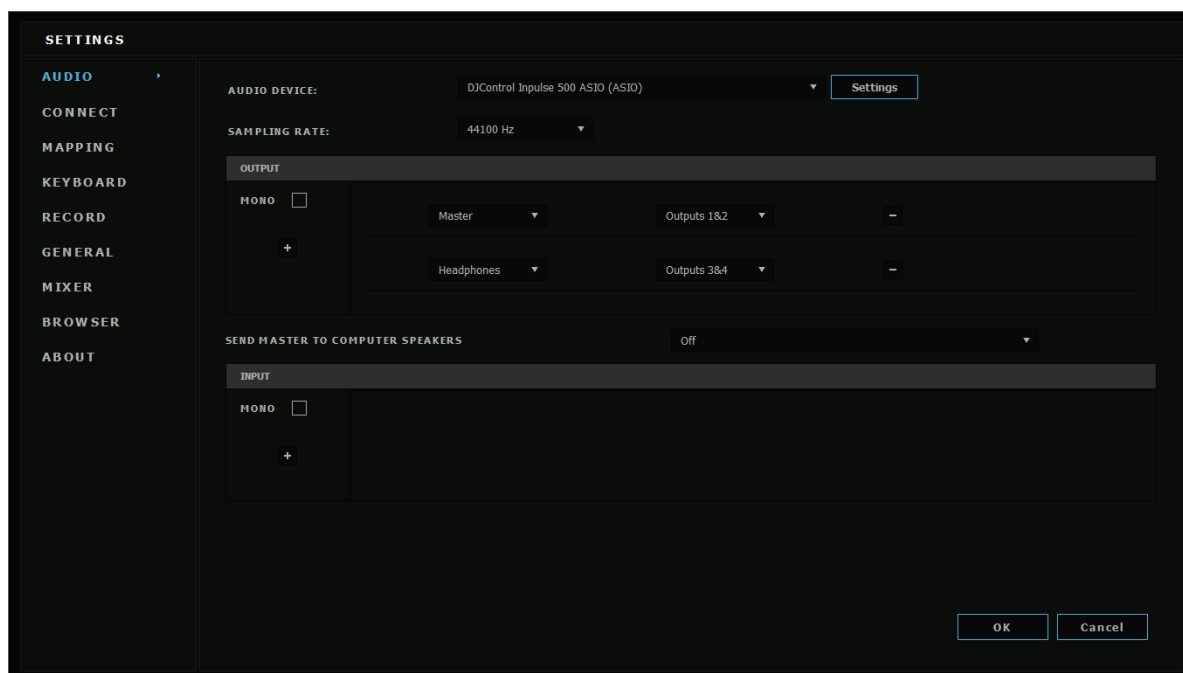 SETTINGS
AUDIO
CONNECT
MAPPING
KEYBOARD
RECORD
GENERAL
MIXER
BROWSER
ABOUT
AUDIO DEVICE: DJControl Inpulse 500 ASIO (ASIO) Settings
SAMPLING RATE: 44100 Hz
OUTPUT
MONO
+
Master Outputs 1&2 −
Headphones Outputs 3&4 −
SEND MASTER TO COMPUTER SPEAKERS Off
INPUT
MONO
+
OK Cancel